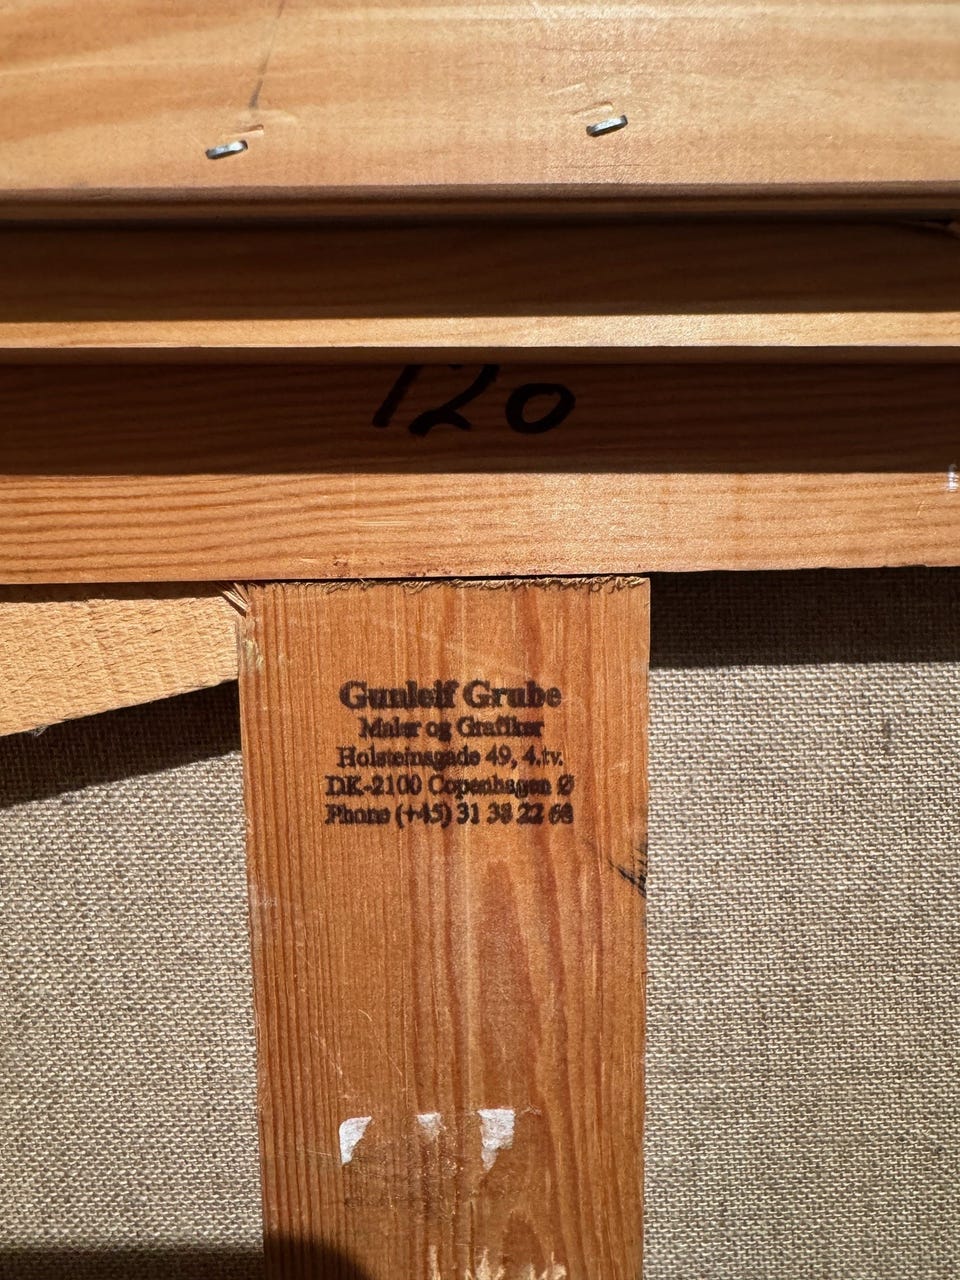 120
Gunleif Grube
Maler og Grafiker
Holsteinsgade 49, 4.tv.
DK-2100 Copenhagen Ø
Phone (+45) 31 38 22 68